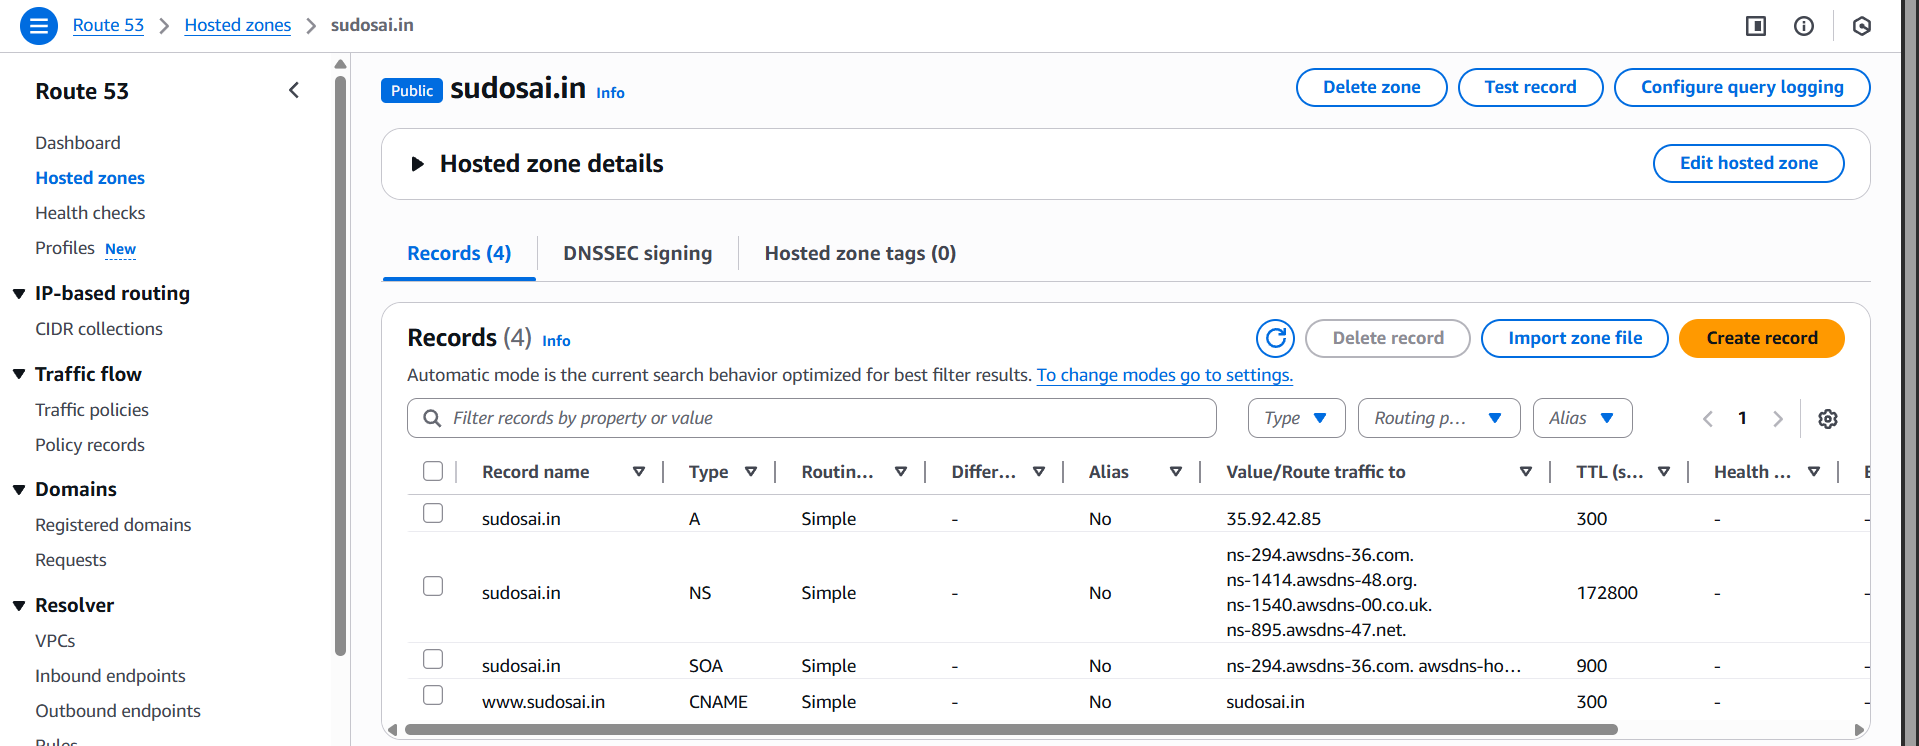 Route 53 > Hosted zones > sudosai.in
Route 53
Dashboard
Hosted zones
Health checks
Profiles New
IP-based routing
CIDR collections
Traffic flow
Traffic policies
Policy records
Domains
Registered domains
Requests
Resolver
VPCs
Inbound endpoints
Outbound endpoints
Rules
Public sudosai.in Info
Delete zone Test record Configure query logging
Hosted zone details Edit hosted zone
Records (4) DNSSEC signing Hosted zone tags (0)
Records (4) Info Delete record Import zone file Create record
Automatic mode is the current search behavior optimized for best filter results. To change modes go to settings.
Filter records by property or value Type Routing p... Alias 1
Record name Type Routin... Differ... Alias Value/Route traffic to TTL (s... Health ...
sudosai.in A Simple - No 35.92.42.85 300 - -
sudosai.in NS Simple - No ns-294.awsdns-36.com.
ns-1414.awsdns-48.org.
ns-1540.awsdns-00.co.uk.
ns-895.awsdns-47.net. 172800 - -
sudosai.in SOA Simple - No ns-294.awsdns-36.com. awsdns-ho... 900 - -
www.sudosai.in CNAME Simple - No sudosai.in 300 - -